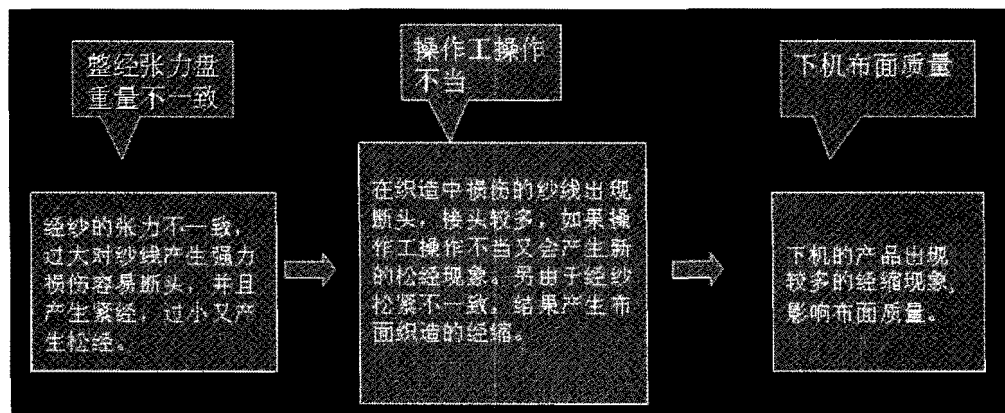 整经张力盘
重量不一致
操作工操作
不当
下机布面质量
经纱的张力不一致，
过大对纱线产生强力
损伤容易断头，并且
产生紧经，过小又产
生松经。
在织造中损伤的纱线出现
断头，接头较多，如果操
作工操作不当又会产生新
的松经现象。另由于经纱
松紧不一致，结果产生布
面织造的经缩。
下机的产品出现
较多的经缩现象，
影响布面质量。